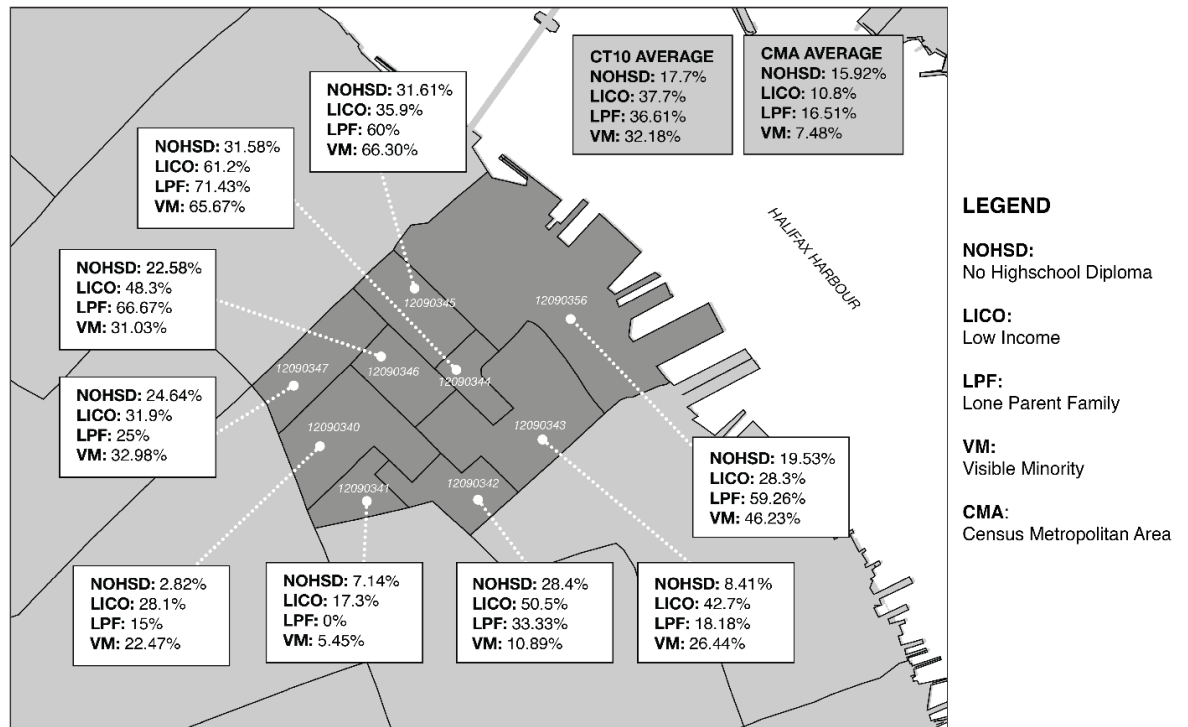 CT10 AVERAGE
NOHSD: 17.7%
LICO: 37.7%
LPF: 36.61%
VM: 32.18%
CMA AVERAGE
NOHSD: 15.92%
LICO: 10.8%
LPF: 16.51%
VM: 7.48%
NOHSD: 31.61%
LICO: 35.9%
LPF: 60%
VM: 66.30%
NOHSD: 31.58%
LICO: 61.2%
LPF: 71.43%
VM: 65.67%
NOHSD: 22.58%
LICO: 48.3%
LPF: 66.67%
VM: 31.03%
NOHSD: 24.64%
LICO: 31.9%
LPF: 25%
VM: 32.98%
HALIFAX HARBOUR
12090345
12090356
12090347
12090346
12090344
12090340
12090343
12090341
12090342
NOHSD: 19.53%
LICO: 28.3%
LPF: 59.26%
VM: 46.23%
NOHSD: 2.82%
LICO: 28.1%
LPF: 15%
VM: 22.47%
NOHSD: 7.14%
LICO: 17.3%
LPF: 0%
VM: 5.45%
NOHSD: 28.4%
LICO: 50.5%
LPF: 33.33%
VM: 10.89%
NOHSD: 8.41%
LICO: 42.7%
LPF: 18.18%
VM: 26.44%
LEGEND
NOHSD:
No Highschool Diploma
LICO:
Low Income
LPF:
Lone Parent Family
VM:
Visible Minority
CMA:
Census Metropolitan Area